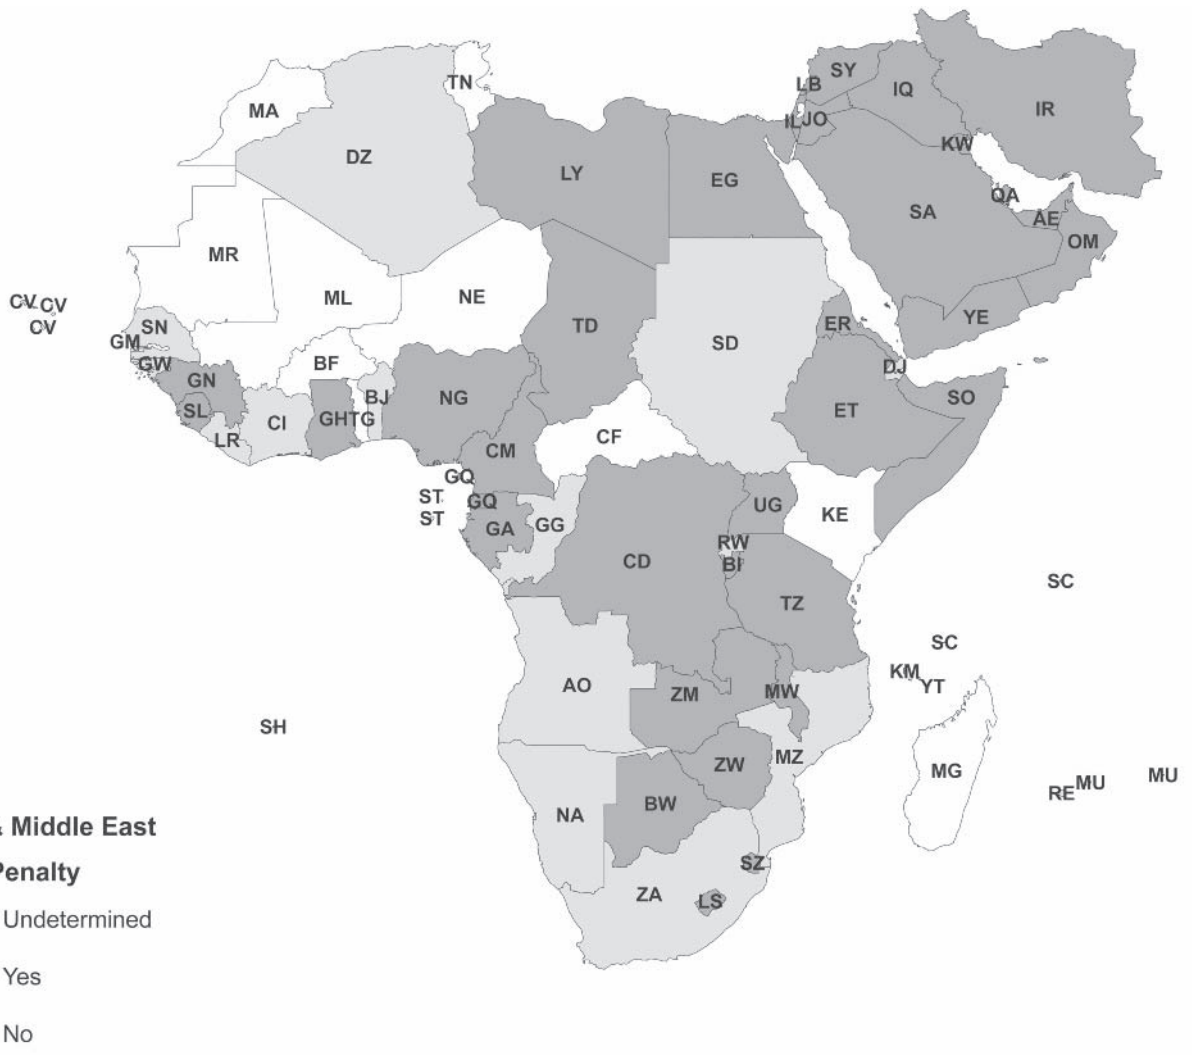 TN
MA
DZ
LY
EG
LB
SY
IQ
IR
IL
JO
KW
QA
SA
AE
OM
YE
MR
ML
NE
TD
SD
ER
DJ
CV
CV
CV
SN
GM
GW
GN
SL
LR
CI
BF
GH
TG
BJ
NG
CM
CF
ET
SO
GQ
ST
GQ
ST
GA
GG
CD
UG
KE
RW
BI
TZ
SC
SC
KM
YT
AO
ZM
MW
SH
MZ
ZW
MG
MU
MU
RE
NA
BW
SZ
ZA
LS
& Middle East
Penalty
Undetermined
Yes
No